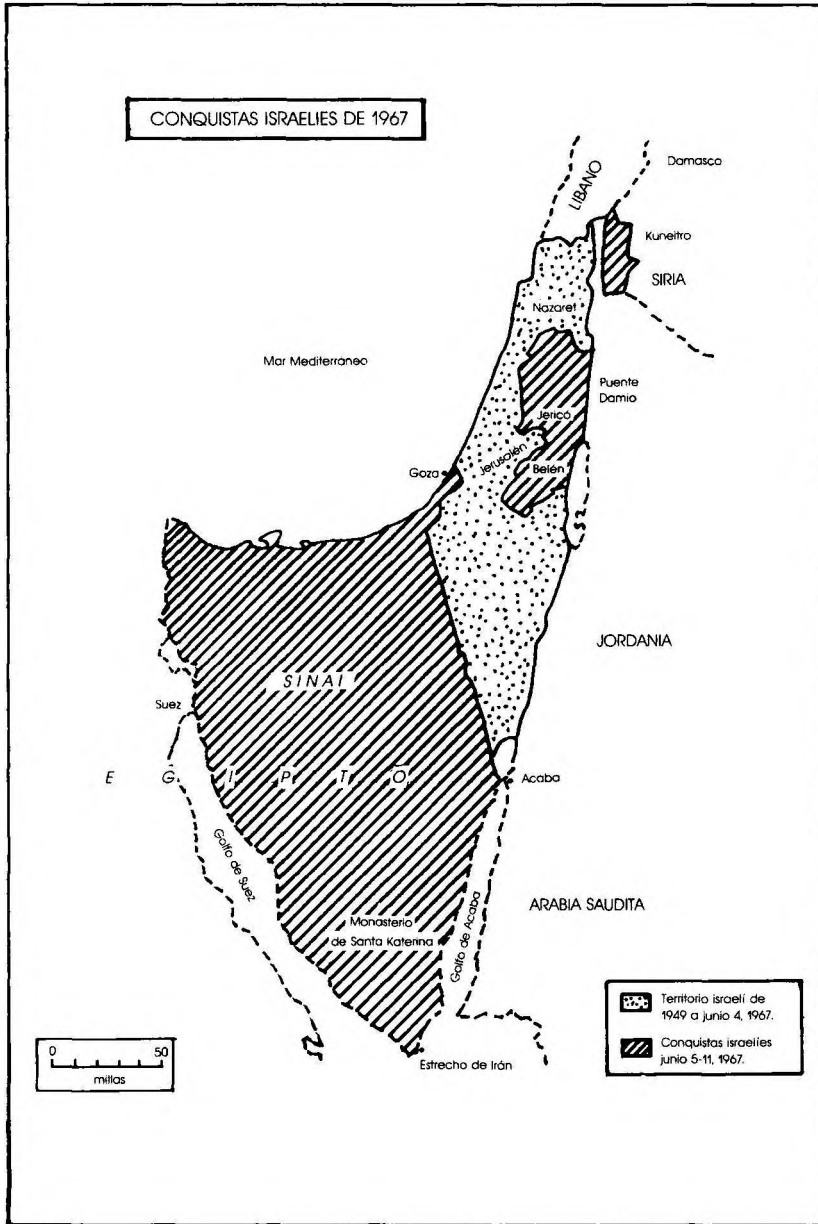 CONQUISTAS ISRAELIES DE 1967
Damasco
LIBANO
Kuneitro
SIRIA
Nazaret
Mar Mediterraneo
Puente
Damio
Jericó
Jerusalén
Goza
Belén
JORDANIA
SINAI
Suez
E G I P T O
Acaba
Golfo de Suez
ARABIA SAUDITA
Golfo de Acaba
Monasterio
de Santa Katerina
Territorio israelí de
1949 a junio 4, 1967.
Conquistas israelíes
junio 5-11, 1967.
0 50
millas
Estrecho de Irán